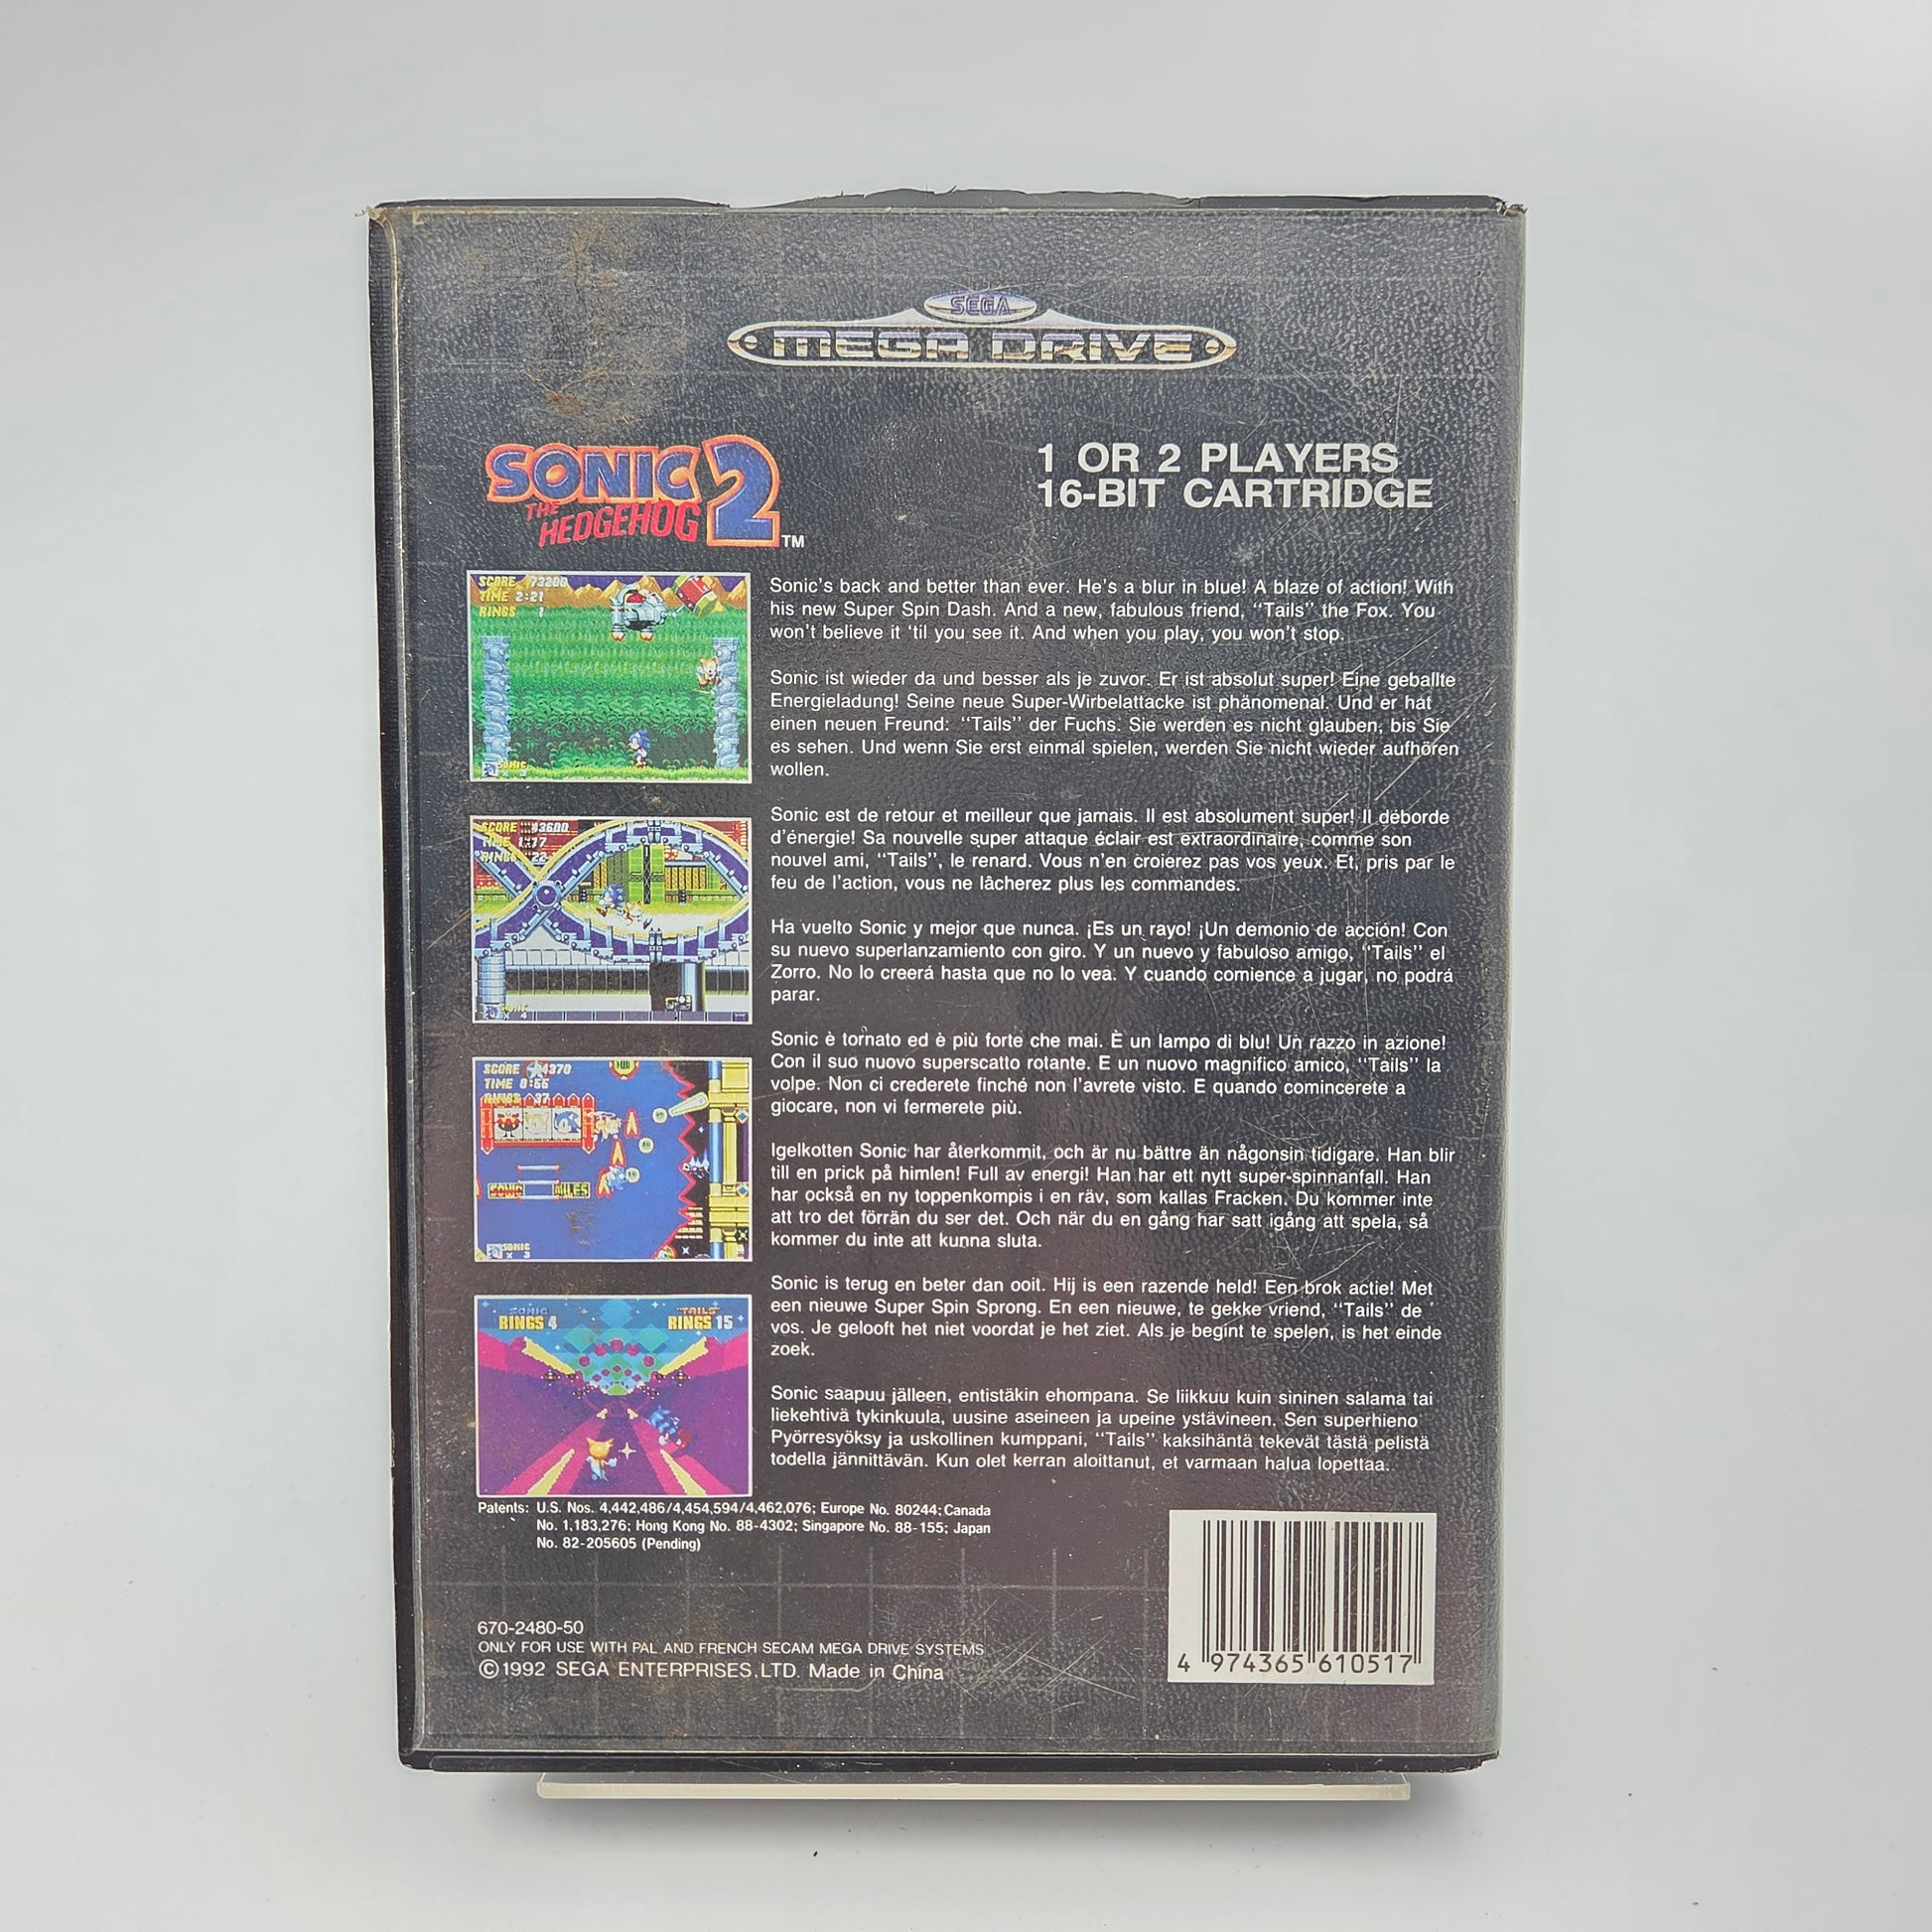 SEGA
MEGA DRIVE
SONIC 2
THE
HEDGEHOG
TM
1 OR 2 PLAYERS
16-BIT CARTRIDGE
SCORE 73200
TIME 2:21
RINGS 1
SONIC
x 3
Sonic's back and better than ever. He's a blur in blue! A blaze of action! With
his new Super Spin Dash. And a new, fabulous friend, "Tails" the Fox. You
won't believe it 'til you see it. And when you play, you won't stop.
Sonic ist wieder da und besser als je zuvor. Er ist absolut super! Eine geballte
Energieladung! Seine neue Super-Wirbelattacke ist phänomenal. Und er hat
einen neuen Freund: "Tails" der Fuchs. Sie werden es nicht glauben, bis Sie
es sehen. Und wenn Sie erst einmal spielen, werden Sie nicht wieder aufhören
wollen.
SCORE 13600
TIME 1:17
RINGS 22
Sonic est de retour et meilleur que jamais. Il est absolument super! Il déborde
d'énergie! Sa nouvelle super attaque éclair est extraordinaire, comme son
nouvel ami, "Tails", le renard. Vous n'en croierez pas vos yeux. Et, pris par le
feu de l'action, vous ne lâcherez plus les commandes.
Ha vuelto Sonic y mejor que nunca. ¡Es un rayo! ¡Un demonio de acción! Con
su nuevo superlanzamiento con giro. Y un nuevo y fabuloso amigo, "Tails" el
Zorro. No lo creerá hasta que no lo vea. Y cuando comience a jugar, no podrá
parar.
SCORE 4370
TIME 0:56
RINGS 37
SONIC MILES
SONIC
x 3
Sonic è tornato ed è più forte che mai. È un lampo di blu! Un razzo in azione!
Con il suo nuovo superscatto rotante. E un nuovo magnifico amico, "Tails" la
volpe. Non ci crederete finché non l'avrete visto. E quando comincerete a
giocare, non vi fermerete più.
Igelkotten Sonic har återkommit, och är nu bättre än någonsin tidigare. Han blir
till en prick på himlen! Full av energi! Han har ett nytt super-spinnanfall. Han
har också en ny toppenkompis i en räv, som kallas Fracken. Du kommer inte
att tro det förrän du ser det. Och när du en gång har satt igång att spela, så
kommer du inte att kunna sluta.
SONIC TAILS
RINGS 4 RINGS 15
Sonic is terug en beter dan ooit. Hij is een razende held! Een brok actie! Met
een nieuwe Super Spin Sprong. En een nieuwe, te gekke vriend, "Tails" de
vos. Je gelooft het niet voordat je het ziet. Als je begint te spelen, is het einde
zoek.
Sonic saapuu jälleen, entistäkin ehompana. Se liikkuu kuin sininen salama tai
liekehtivä tykinkuula, uusine aseineen ja upeine ystävineen. Sen superhieno
Pyörresyöksy ja uskollinen kumppani, "Tails" kaksihäntä tekevät tästä pelistä
todella jännittävän. Kun olet kerran aloittanut, et varmaan halua lopettaa.
Patents: U.S. Nos. 4,442,486/4,454,594/4,462,076; Europe No. 80244; Canada
No. 1,183,276; Hong Kong No. 88-4302; Singapore No. 88-155; Japan
No. 82-205605 (Pending)
670-2480-50
ONLY FOR USE WITH PAL AND FRENCH SECAM MEGA DRIVE SYSTEMS
©1992 SEGA ENTERPRISES, LTD. Made in China
4 974365 610517